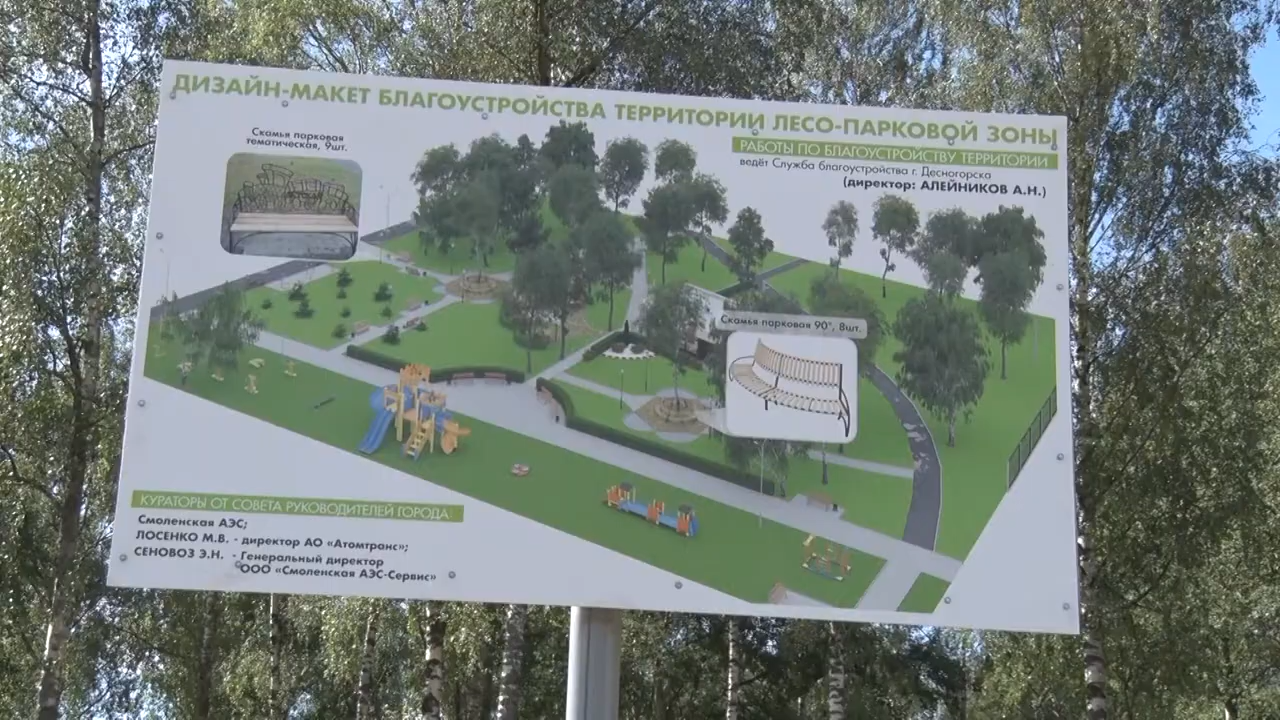 ДИЗАЙН-МАКЕТ БЛАГОУСТРОЙСТВА ТЕРРИТОРИИ ЛЕСО-ПАРКОВОЙ ЗОНЫ
Скамья парковая
тематическая, 9шт.
РАБОТЫ ПО БЛАГОУСТРОЙСТВУ ТЕРРИТОРИИ
ведёт Служба благоустройства г. Десногорска
(директор: АЛЕЙНИКОВ А.Н.)
Скамья парковая 90°, 8шт.
КУРАТОРЫ ОТ СОВЕТА РУКОВОДИТЕЛЕЙ ГОРОДА:
Смоленская АЭС;
ЛОСЕНКО М.В. - директор АО «Атомтранс»;
СЕНОВОЗ Э.Н. - Генеральный директор
ООО «Смоленская АЭС-Сервис»